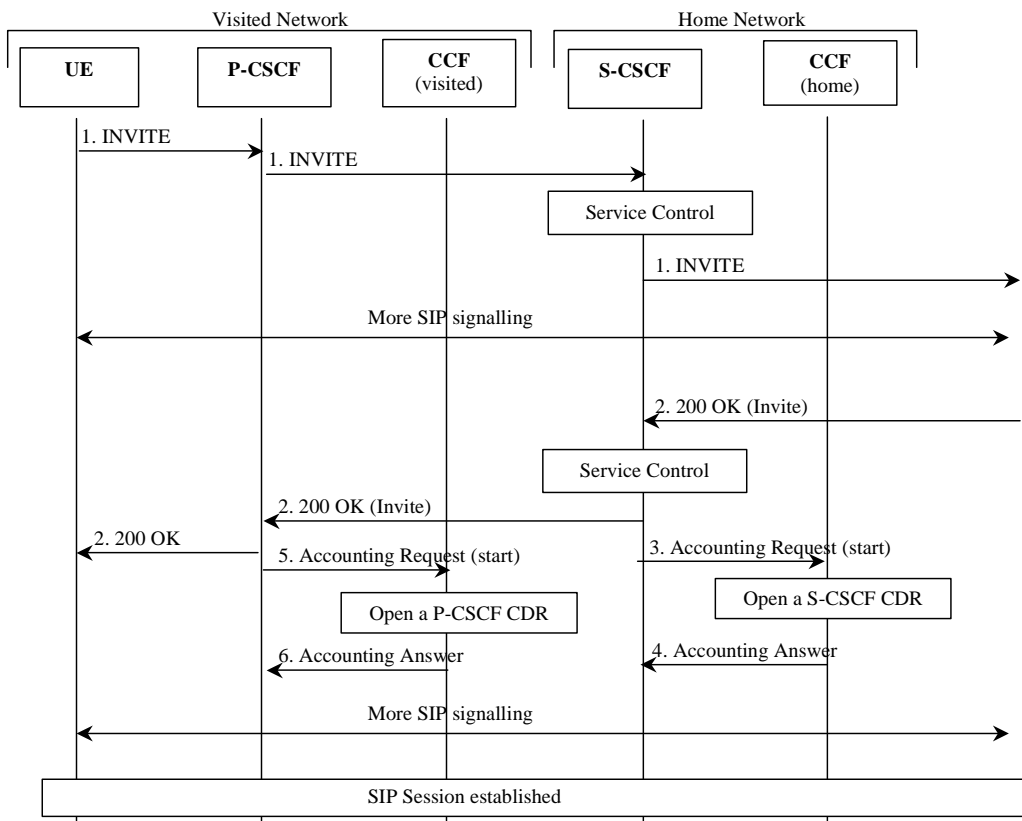 Visited Network
Home Network
UE
P-CSCF
CCF
(visited)
S-CSCF
CCF
(home)
1. INVITE
1. INVITE
Service Control
1. INVITE
More SIP signalling
2. 200 OK (Invite)
Service Control
2. 200 OK (Invite)
2. 200 OK
5. Accounting Request (start)
3. Accounting Request (start)
Open a P-CSCF CDR
Open a S-CSCF CDR
6. Accounting Answer
4. Accounting Answer
More SIP signalling
SIP Session established